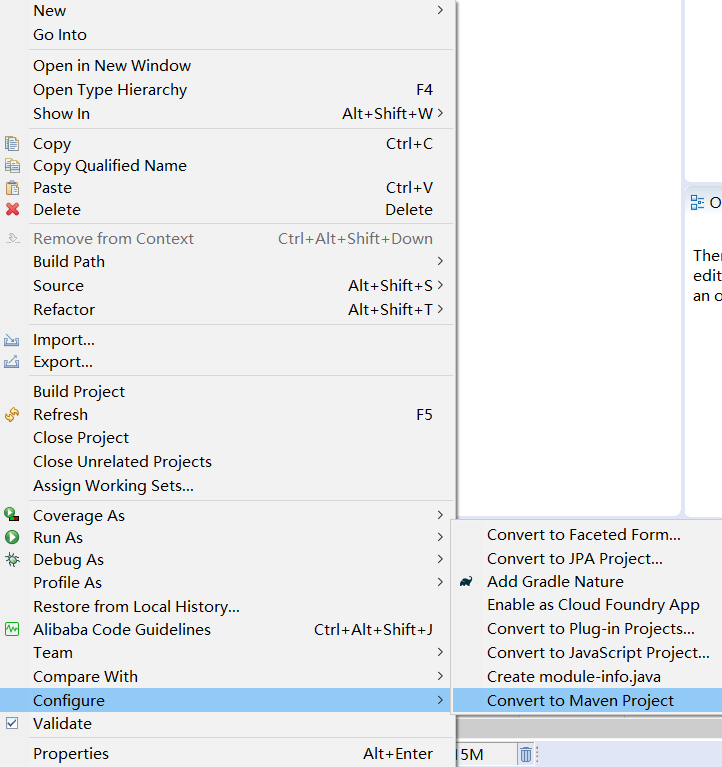 New
Go Into
Open in New Window
Open Type Hierarchy F4
Show In Alt+Shift+W
Copy Ctrl+C
Copy Qualified Name
Paste Ctrl+V
Delete Delete
Remove from Context Ctrl+Alt+Shift+Down
Build Path
Source Alt+Shift+S
Refactor Alt+Shift+T
Import...
Export...
Build Project
Refresh F5
Close Project
Close Unrelated Projects
Assign Working Sets...
Coverage As
Run As
Debug As
Profile As
Restore from Local History...
Alibaba Code Guidelines Ctrl+Alt+Shift+J
Team
Compare With
Configure
Validate
Properties Alt+Enter
Convert to Faceted Form...
Convert to JPA Project...
Add Gradle Nature
Enable as Cloud Foundry App
Convert to Plug-in Projects...
Convert to JavaScript Project...
Create module-info.java
Convert to Maven Project
15M
O
Ther
edit
an o